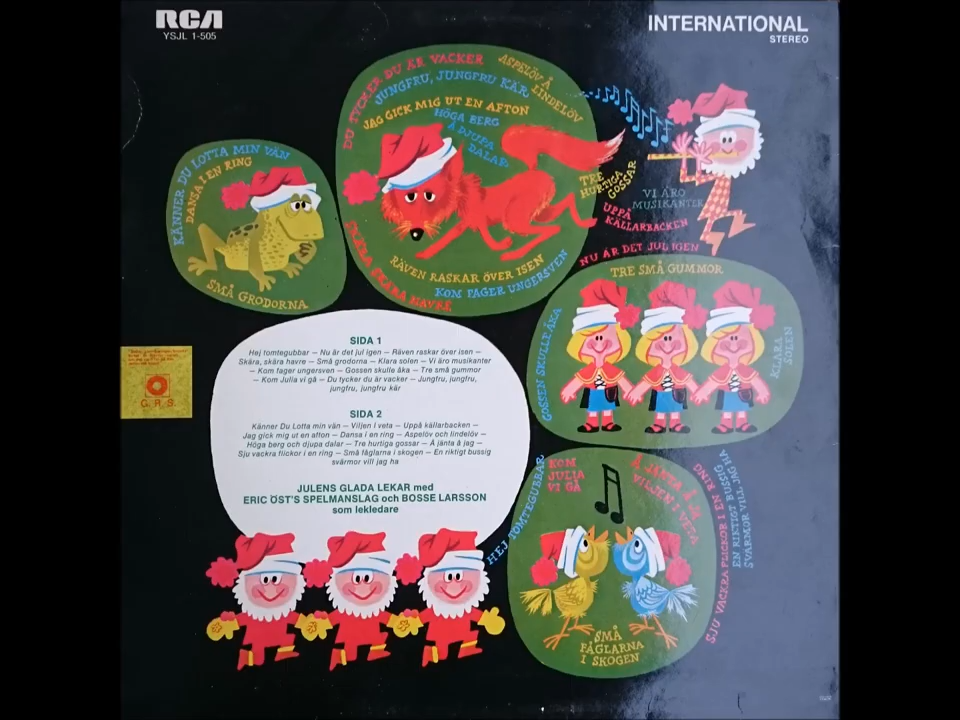 RCA
YSJL 1-505
INTERNATIONAL
STEREO
DU TYCKER DU ÄR VACKER
ASPELÖV Å LINDELÖV
JUNGFRU, JUNGFRU KÄR
JAG GICK MIG UT EN AFTON
HÖGA BERG
Å DJUPA
DALAR
KÄNNER DU LOTTA MIN VÄN
DANSA I EN RING
SMÅ GRODORNA
TRE
HURTIGA
GOSSAR
VI ÄRO
MUSIKANTER
UPPÅ
KÄLLARBACKEN
NU ÄR DET JUL IGEN
SKÄRA SKÄRA HAVRE
RÄVEN RASKAR ÖVER ISEN
KOM FAGER UNGERSVEN
TRE SMÅ GUMMOR
GOSSEN SKULLE ÅKA
KLARA
SOLEN
SIDA 1
Hej tomtegubbar — Nu är det jul igen — Räven raskar över isen —
Skära, skära havre — Små grodorna — Klara solen — Vi äro musikanter
— Kom fager ungersven — Gossen skulle åka — Tre små gummor
— Kom Julia vi gå — Du tycker du är vacker — Jungfru, jungfru,
jungfru, jungfru kär
SIDA 2
Känner Du Lotta min vän — Viljen I veta — Uppå källarbacken —
Jag gick mig ut en afton — Dansa i en ring — Aspelöv och lindelöv —
Höga berg och djupa dalar — Tre hurtiga gossar — Å jänta å jag —
Sju vackra flickor i en ring — Små fåglarna i skogen — En riktigt bussig
svärmor vill jag ha
JULENS GLADA LEKAR med
ERIC ÖST'S SPELMANSLAG och BOSSE LARSSON
som lekledare
G. R. S.
HEJ TOMTEGUBBAR
KOM
JULIA
VI GÅ
Å JÄNTA Å JA
VILJEN I VETA
SJU VACKRA FLICKOR I EN RING
EN RIKTIGT BUSSIG
SVÄRMOR VILL JAG HA
SMÅ
FÅGLARNA
I SKOGEN